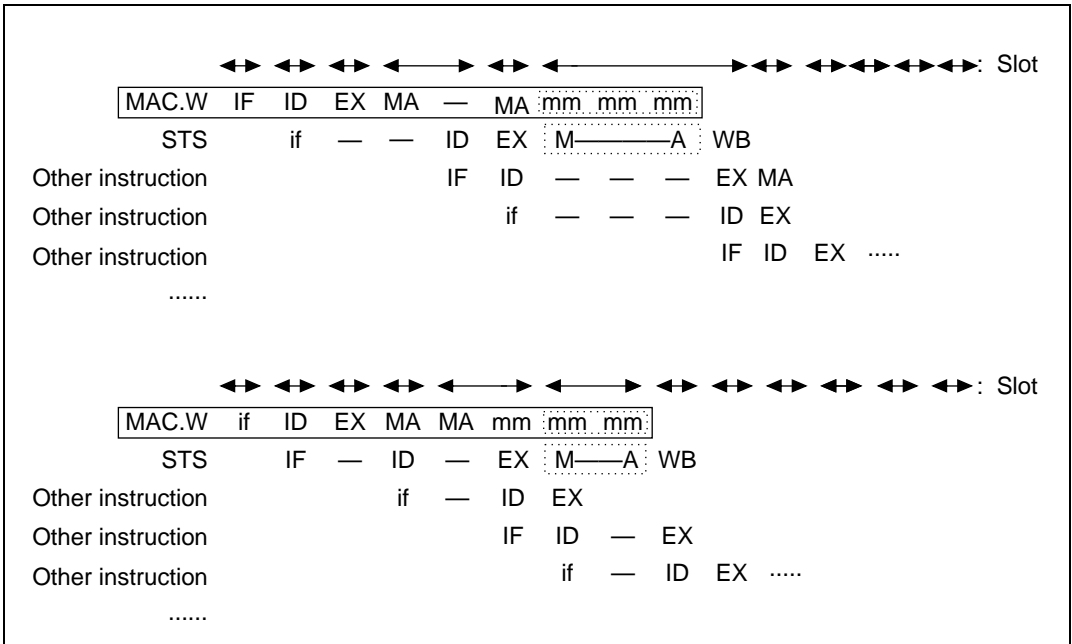 : Slot
MAC.W IF ID EX MA — MA mm mm mm
STS if — — ID EX M————A WB
Other instruction IF ID — — — EX MA
Other instruction if — — — ID EX
Other instruction IF ID EX .....
......
: Slot
MAC.W if ID EX MA MA mm mm mm
STS IF — ID — EX M——A WB
Other instruction if — ID EX
Other instruction IF ID — EX
Other instruction if — ID EX .....
......